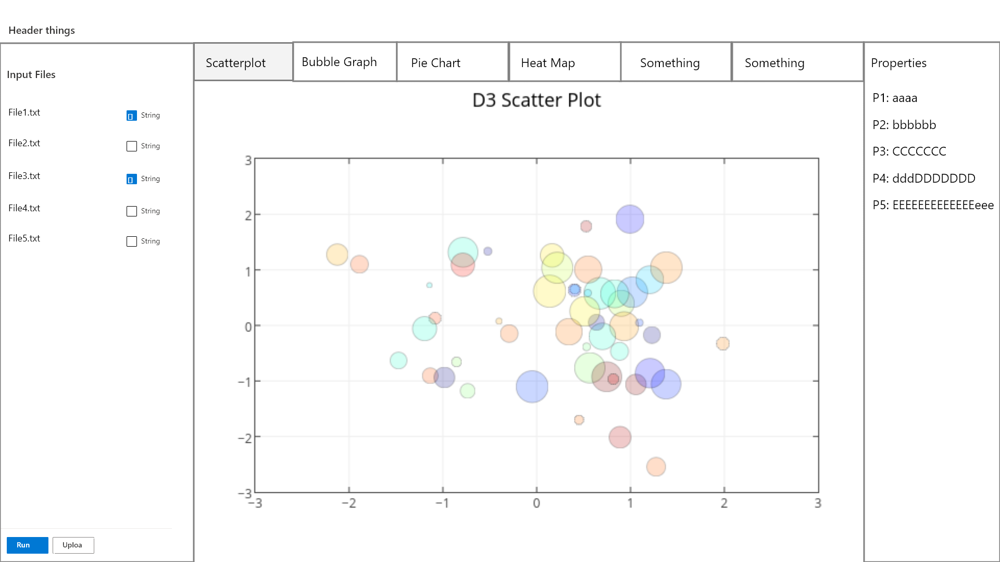 Header things
Input Files
File1.txt String
File2.txt String
File3.txt String
File4.txt String
File5.txt String
Run Uploa
Scatterplot Bubble Graph Pie Chart Heat Map Something Something
D3 Scatter Plot
3
2
1
0
−1
−2
−3
−3 −2 −1 0 1 2 3
Properties
P1: aaaa
P2: bbbbbb
P3: CCCCCCC
P4: dddDDDDDDD
P5: EEEEEEEEEEEEEeee